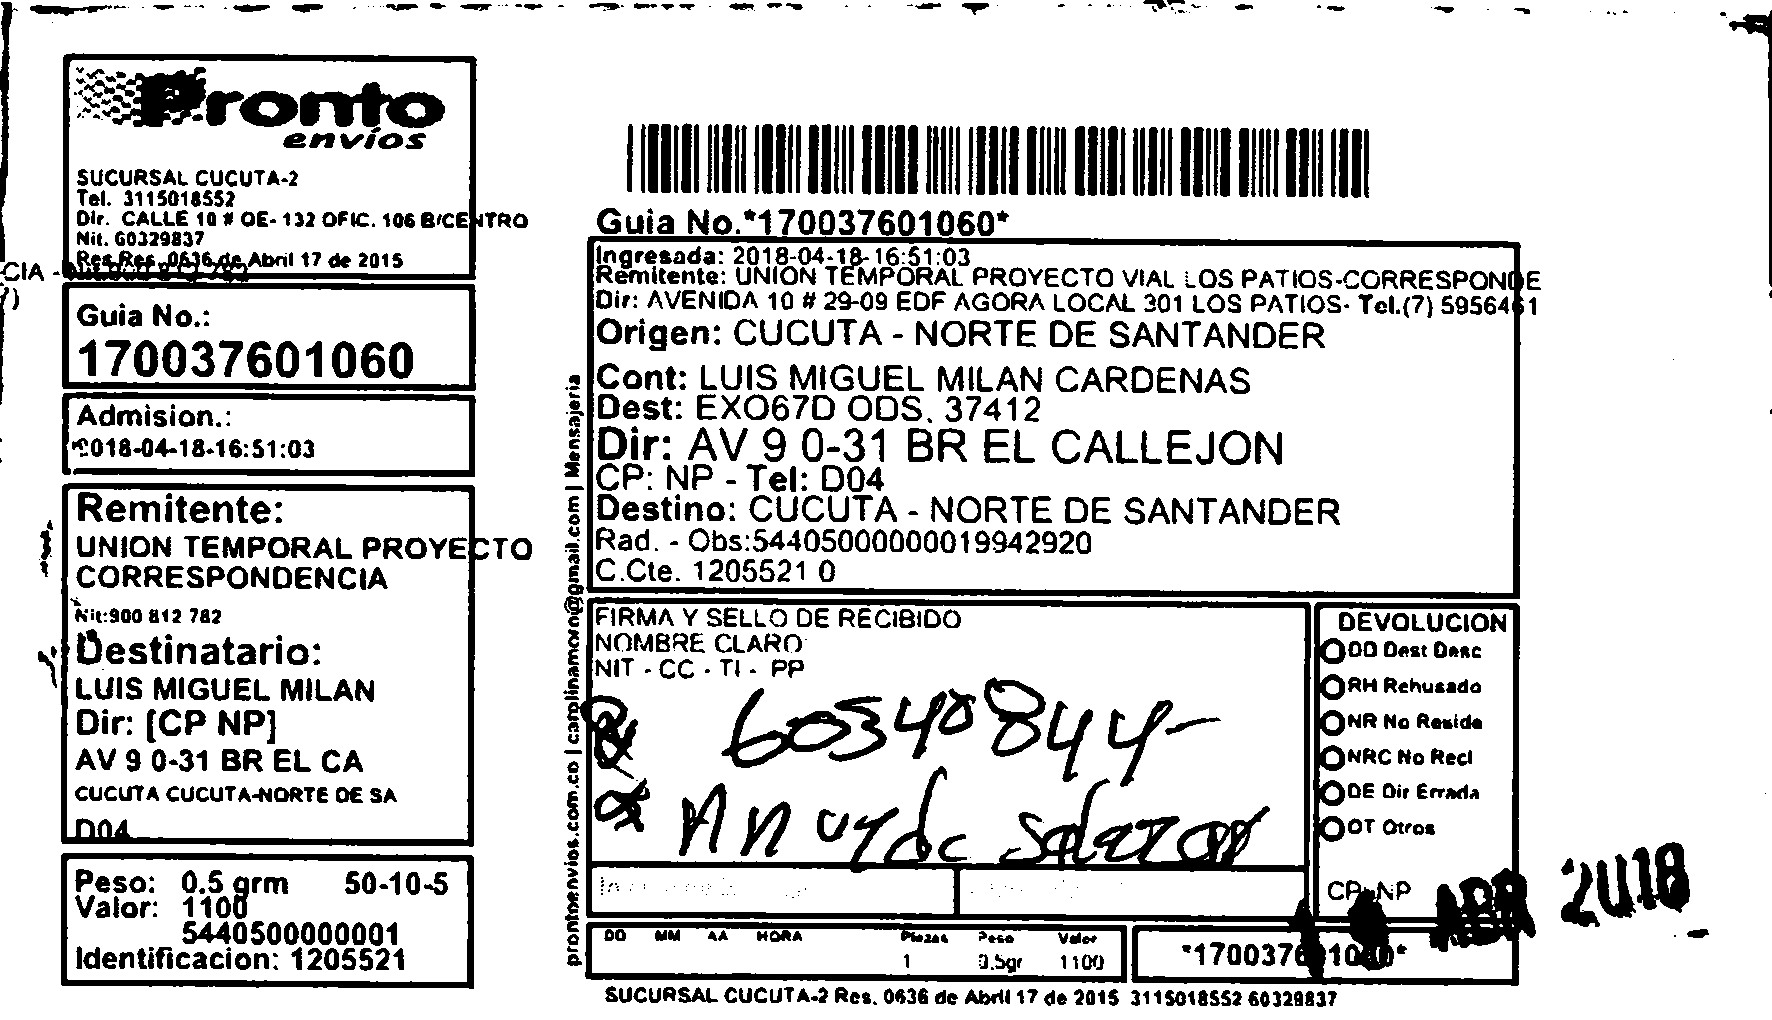 Pronto
envíos
SUCURSAL CUCUTA-2
Tel. 3115018552
Dir. CALLE 10 # OE- 132 OFIC. 106 B/CENTRO
Nit. 60329837
Res.Res. 0636 de Abril 17 de 2015
CIA -
Guia No.:
170037601060
Admision.:
2018-04-18-16:51:03
Remitente:
UNION TEMPORAL PROYECTO
CORRESPONDENCIA
Nit:900 812 782
Destinatario:
LUIS MIGUEL MILAN
Dir: [CP NP]
AV 9 0-31 BR EL CA
CUCUTA CUCUTA-NORTE DE SA
D04
Peso: 0.5 grm 50-10-5
Valor: 1100
5440500000001
Identificacion: 1205521
prontoenvios.com.co | carolinamoro@gmail.com | Mensajeria
Guia No.*170037601060*
Ingresada: 2018-04-18-16:51:03
Remitente: UNION TEMPORAL PROYECTO VIAL LOS PATIOS-CORRESPONDE
Dir: AVENIDA 10 # 29-09 EDF AGORA LOCAL 301 LOS PATIOS- Tel.(7) 5956461
Origen: CUCUTA - NORTE DE SANTANDER
Cont: LUIS MIGUEL MILAN CARDENAS
Dest: EXO67D ODS. 37412
Dir: AV 9 0-31 BR EL CALLEJON
CP: NP - Tel: D04
Destino: CUCUTA - NORTE DE SANTANDER
Rad. - Obs:54405000000019942920
C.Cte. 1205521 0
FIRMA Y SELLO DE RECIBIDO
NOMBRE CLARO
NIT - CC - TI - PP
60340844-
DEVOLUCION
DD Dest Desc
RH Rehusado
NR No Reside
NRC No Recl
DE Dir Errada
OT Otros
CP: NP
ABR 2018
DD MM AA HORA Piezas Peso Valor
1 0.5gr 1100
*170037601060*
SUCURSAL CUCUTA-2 Res. 0636 de Abril 17 de 2015 3115018552 60329837